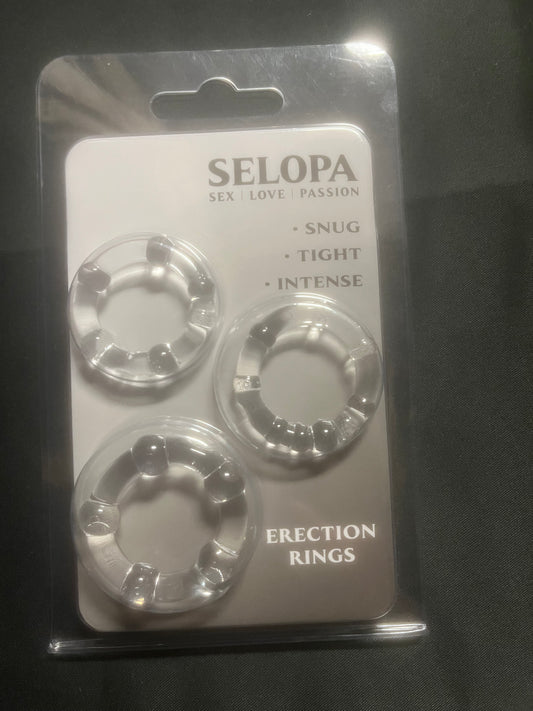 SELOPA
SEX | LOVE | PASSION
• SNUG
• TIGHT
• INTENSE
ERECTION
RINGS